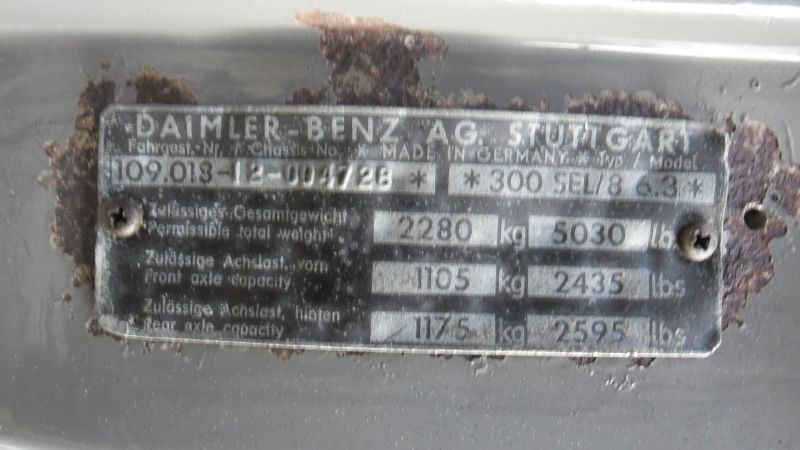 DAIMLER-BENZ AG. STUTTGART
Fahrgest.-Nr. / Chassis-No. * MADE IN GERMANY * Typ / Model
109.018-12-004728 * * 300 SEL/8 6.3 *
Zulässiges Gesamtgewicht
Permissible total weight 2280 kg 5030 lbs
Zulässige Achslast, vorn
Front axle capacity 1105 kg 2435 lbs
Zulässige Achslast, hinten
Rear axle capacity 1175 kg 2595 lbs